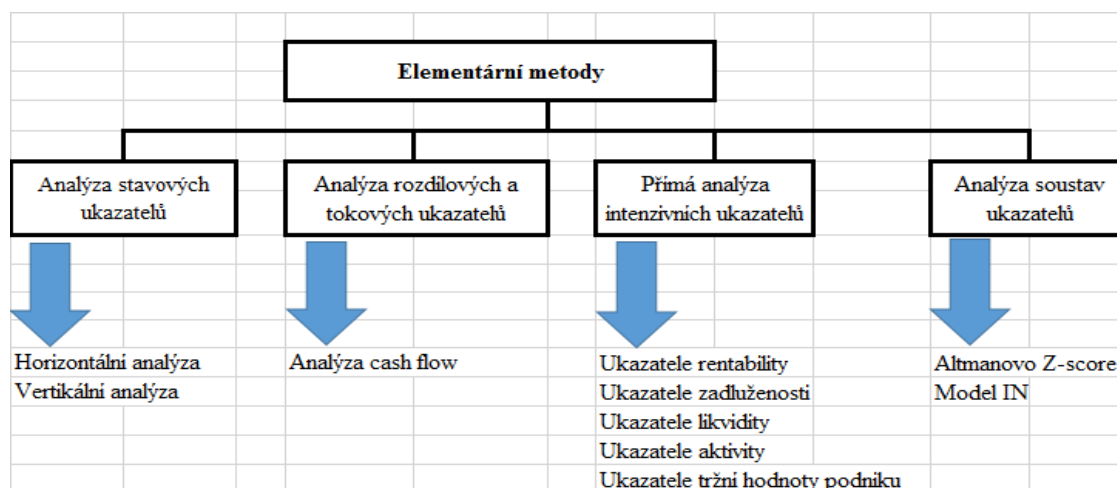 Elementární metody
Analýza stavových
ukazatelů
Analýza rozdílových a
tokových ukazatelů
Přímá analýza
intenzivních ukazatelů
Analýza soustav
ukazatelů
Horizontální analýza
Vertikální analýza
Analýza cash flow
Ukazatele rentability
Ukazatele zadluženosti
Ukazatele likvidity
Ukazatele aktivity
Ukazatele tržní hodnoty podniku
Altmanovo Z-score
Model IN